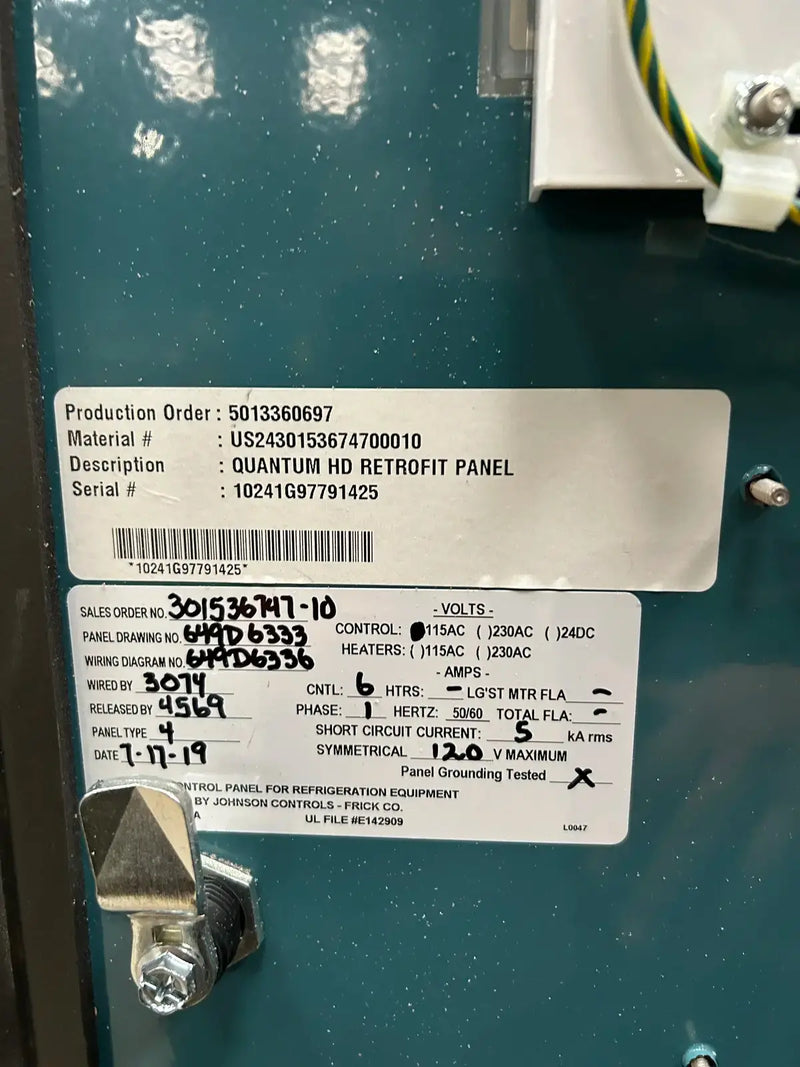 Production Order : 5013360697
Material # : US2430153674700010
Description : QUANTUM HD RETROFIT PANEL
Serial # : 10241G97791425
*10241G97791425*
SALES ORDER NO. 301536747-10
PANEL DRAWING NO. 649D6333
WIRING DIAGRAM NO. 649D6336
WIRED BY 3074
RELEASED BY 4569
PANEL TYPE 4
DATE 7-17-19
- VOLTS -
CONTROL: ( )115AC ( )230AC ( )24DC
HEATERS: ( )115AC ( )230AC
- AMPS -
CNTL: 6 HTRS: - LG'ST MTR FLA -
PHASE: 1 HERTZ: 50/60 TOTAL FLA: -
SHORT CIRCUIT CURRENT: 5 kA rms
SYMMETRICAL 120 V MAXIMUM
Panel Grounding Tested X
NTROL PANEL FOR REFRIGERATION EQUIPMENT
BY JOHNSON CONTROLS - FRICK CO.
A UL FILE #E142909
L0047